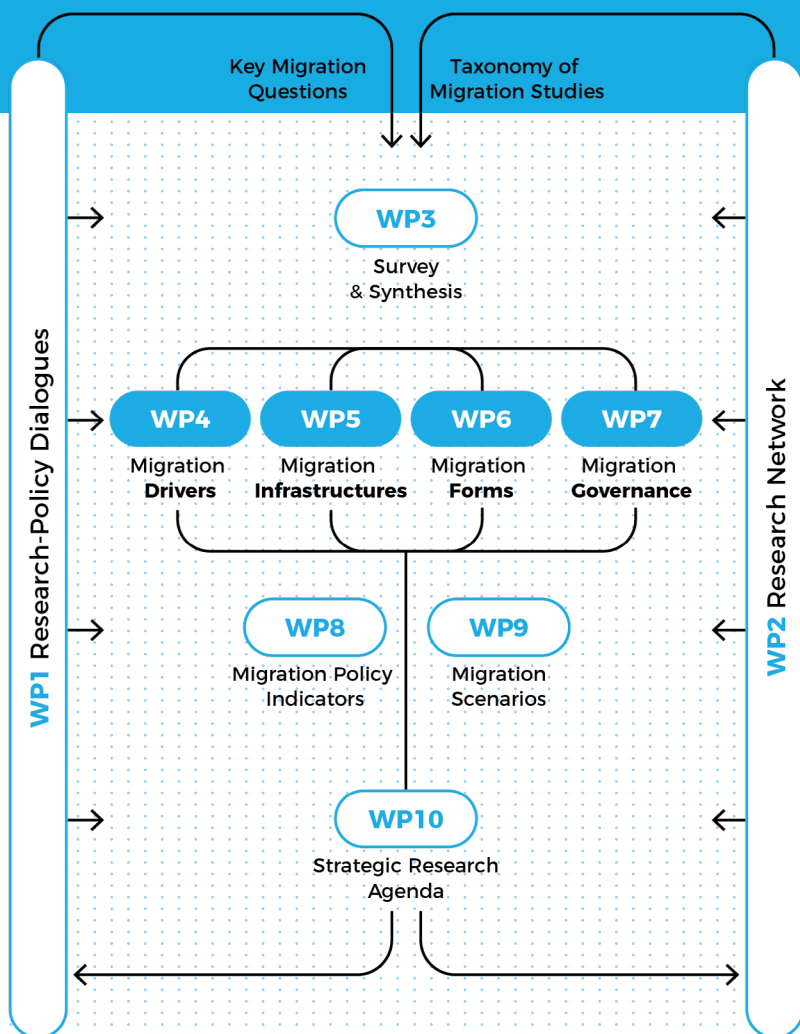 Key Migration
Questions
Taxonomy of
Migration Studies
WP1 Research-Policy Dialogues
WP2 Research Network
WP3
Survey
& Synthesis
WP4
Migration
Drivers
WP5
Migration
Infrastructures
WP6
Migration
Forms
WP7
Migration
Governance
WP8
Migration Policy
Indicators
WP9
Migration
Scenarios
WP10
Strategic Research
Agenda